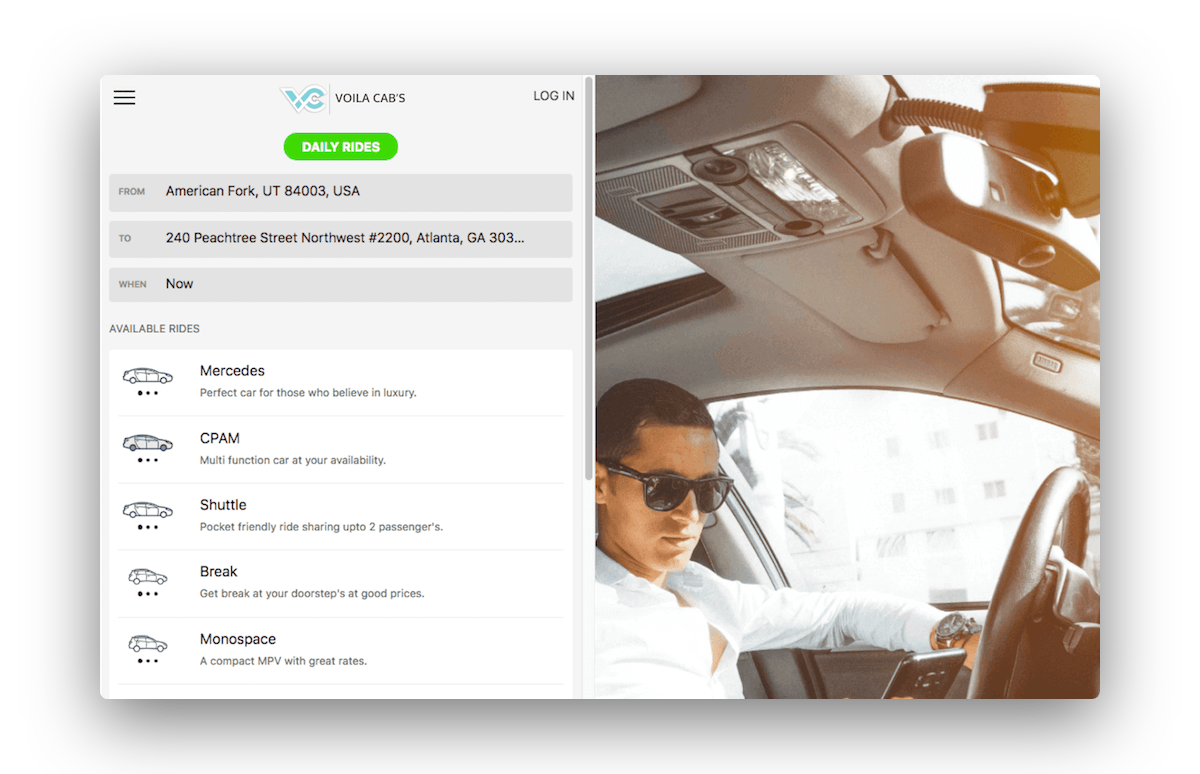 VC VOILA CAB'S
LOG IN
DAILY RIDES
FROM American Fork, UT 84003, USA
TO 240 Peachtree Street Northwest #2200, Atlanta, GA 303...
WHEN Now
AVAILABLE RIDES
Mercedes
Perfect car for those who believe in luxury.
CPAM
Multi function car at your availability.
Shuttle
Pocket friendly ride sharing upto 2 passenger's.
Break
Get break at your doorstep's at good prices.
Monospace
A compact MPV with great rates.